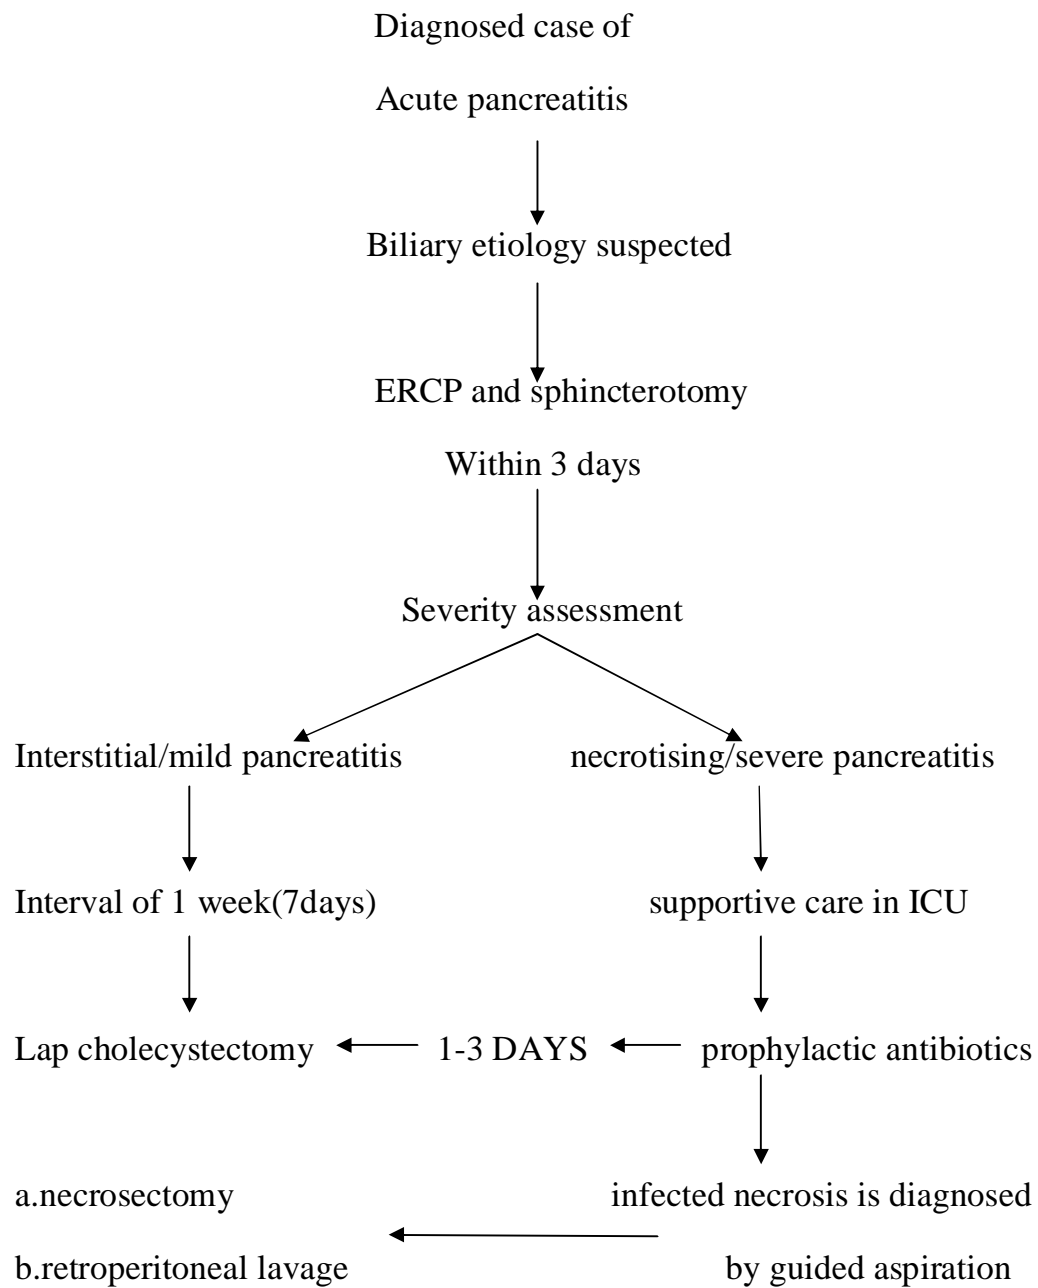 Diagnosed case of
Acute pancreatitis
Biliary etiology suspected
ERCP and sphincterotomy
Within 3 days
Severity assessment
Interstitial/mild pancreatitis
necrotising/severe pancreatitis
Interval of 1 week(7days)
supportive care in ICU
Lap cholecystectomy
1-3 DAYS
prophylactic antibiotics
a.necrosectomy
infected necrosis is diagnosed
b.retroperitoneal lavage
by guided aspiration